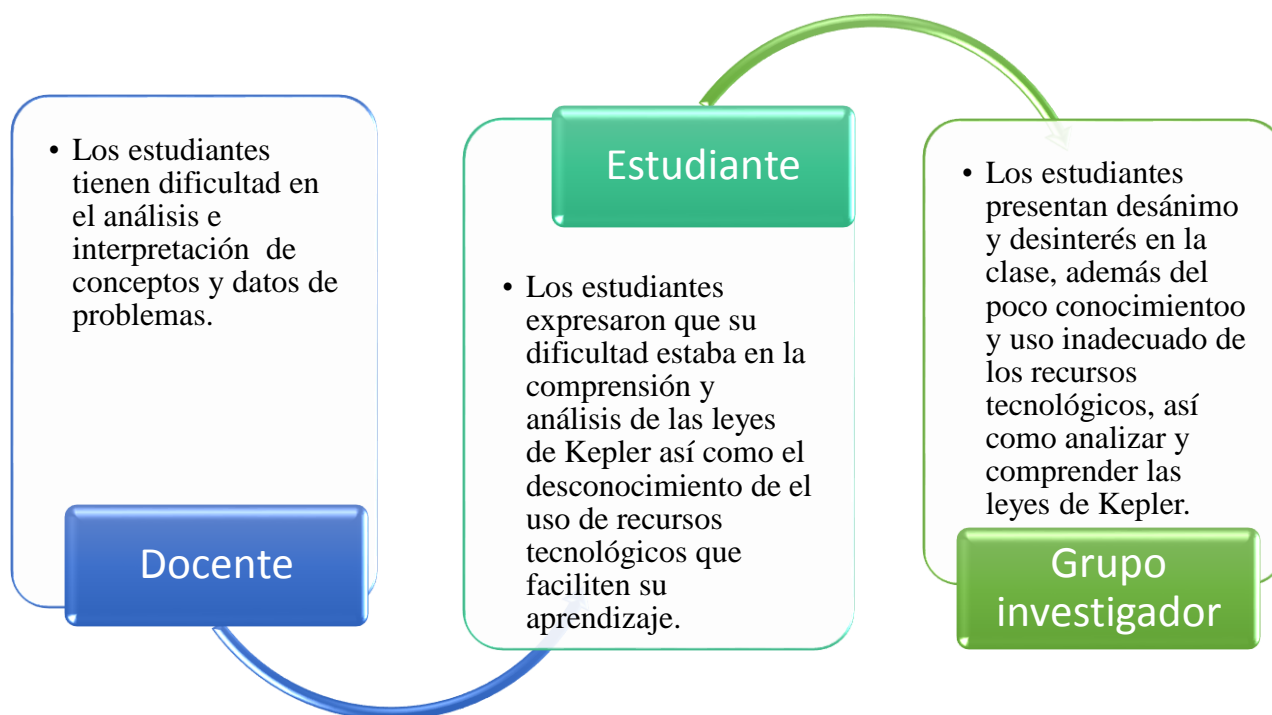 • Los estudiantes
tienen dificultad en
el análisis e
interpretación  de
conceptos y datos de
problemas.
Docente
Estudiante
• Los estudiantes
expresaron que su
dificultad estaba en la
comprensión y
análisis de las leyes
de Kepler así como el
desconocimiento de el
uso de recursos
tecnológicos que
faciliten su
aprendizaje.
• Los estudiantes
presentan desánimo
y desinterés en la
clase, además del
poco conocimientoo
y uso inadecuado de
los recursos
tecnológicos, así
como analizar y
comprender las
leyes de Kepler.
Grupo
investigador